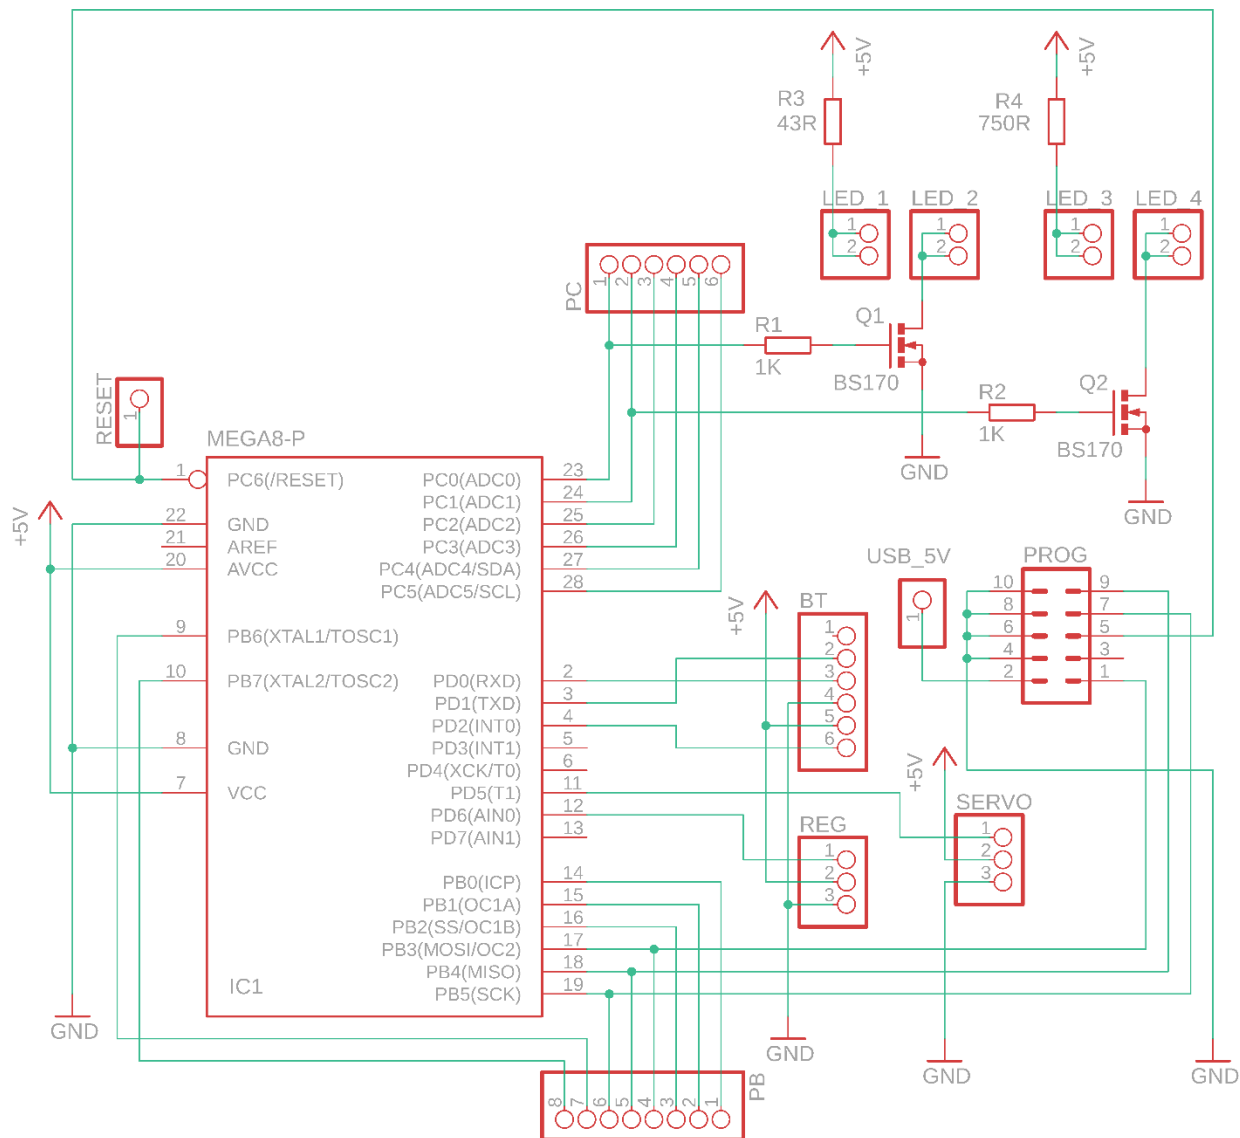 +5V
+5V
R3
43R
R4
750R
LED_1
LED_2
LED_3
LED_4
1
2
1
2
1
2
1
2
PC
1
2
3
4
5
6
R1
1K
Q1
BS170
R2
1K
Q2
BS170
GND
GND
RESET
1
MEGA8-P
1 PC6(/RESET)
22 GND
21 AREF
20 AVCC
9 PB6(XTAL1/TOSC1)
10 PB7(XTAL2/TOSC2)
8 GND
7 VCC
+5V
GND
IC1
PC0(ADC0) 23
PC1(ADC1) 24
PC2(ADC2) 25
PC3(ADC3) 26
PC4(ADC4/SDA) 27
PC5(ADC5/SCL) 28
PD0(RXD) 2
PD1(TXD) 3
PD2(INT0) 4
PD3(INT1) 5
PD4(XCK/T0) 6
PD5(T1) 11
PD6(AIN0) 12
PD7(AIN1) 13
PB0(ICP) 14
PB1(OC1A) 15
PB2(SS/OC1B) 16
PB3(MOSI/OC2) 17
PB4(MISO) 18
PB5(SCK) 19
+5V
BT
1
2
3
4
5
6
REG
1
2
3
GND
USB_5V
1
PROG
10 9
8 7
6 5
4 3
2 1
+5V
SERVO
1
2
3
GND
GND
PB
8
7
6
5
4
3
2
1